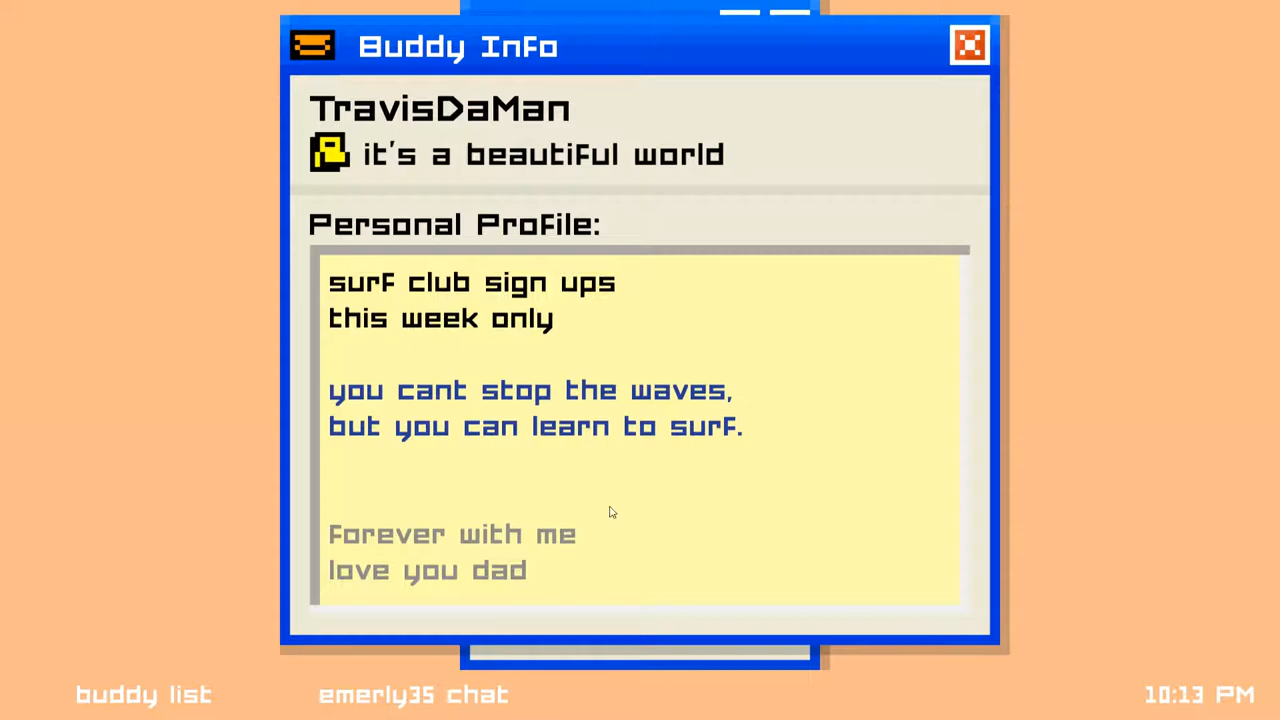 Buddy Info
TravisDaMan
it's a beautiful world
Personal Profile:
surf club sign ups
this week only
you cant stop the waves,
but you can learn to surf.
forever with me
love you dad
buddy list
emerly35 chat
10:13 PM